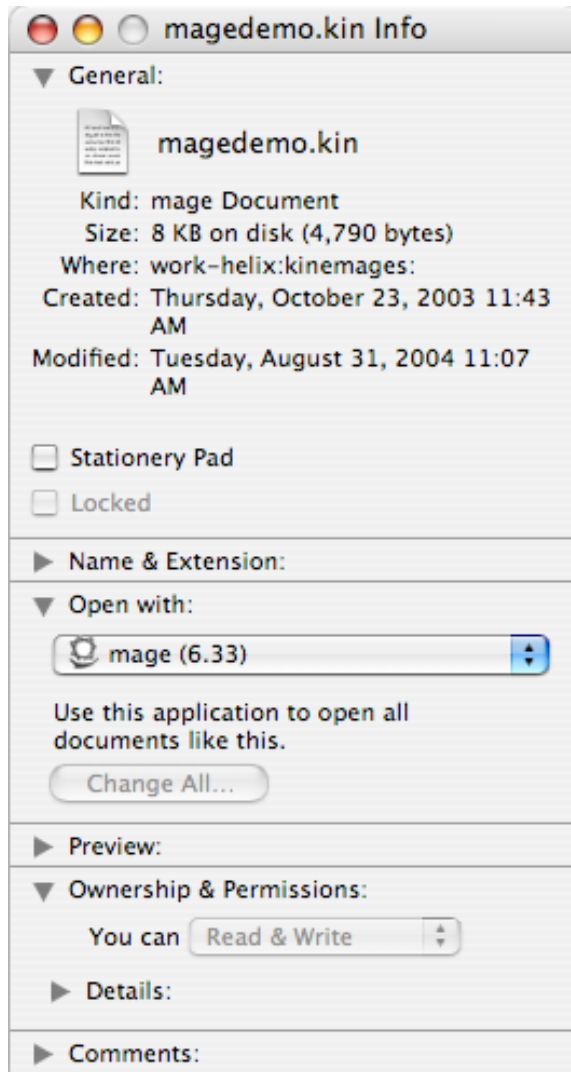 magedemo.kin Info
General:
magedemo.kin
Kind: mage Document
Size: 8 KB on disk (4,790 bytes)
Where: work-helix:kinemages:
Created: Thursday, October 23, 2003 11:43
AM
Modified: Tuesday, August 31, 2004 11:07
AM
Stationery Pad
Locked
Name & Extension:
Open with:
mage (6.33)
Use this application to open all
documents like this.
Change All...
Preview:
Ownership & Permissions:
You can Read & Write
Details:
Comments: